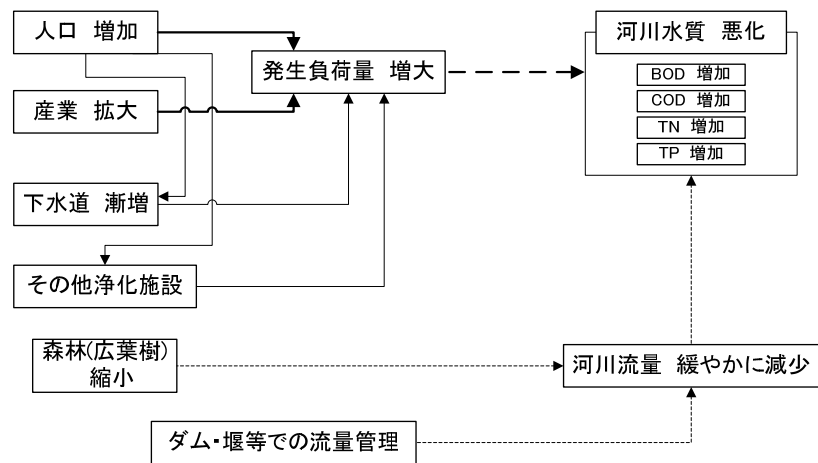 人口 増加
産業 拡大
下水道 漸増
その他浄化施設
森林(広葉樹)
縮小
ダム・堰等での流量管理
発生負荷量 増大
河川水質 悪化
BOD 増加
COD 増加
TN 増加
TP 増加
河川流量 緩やかに減少